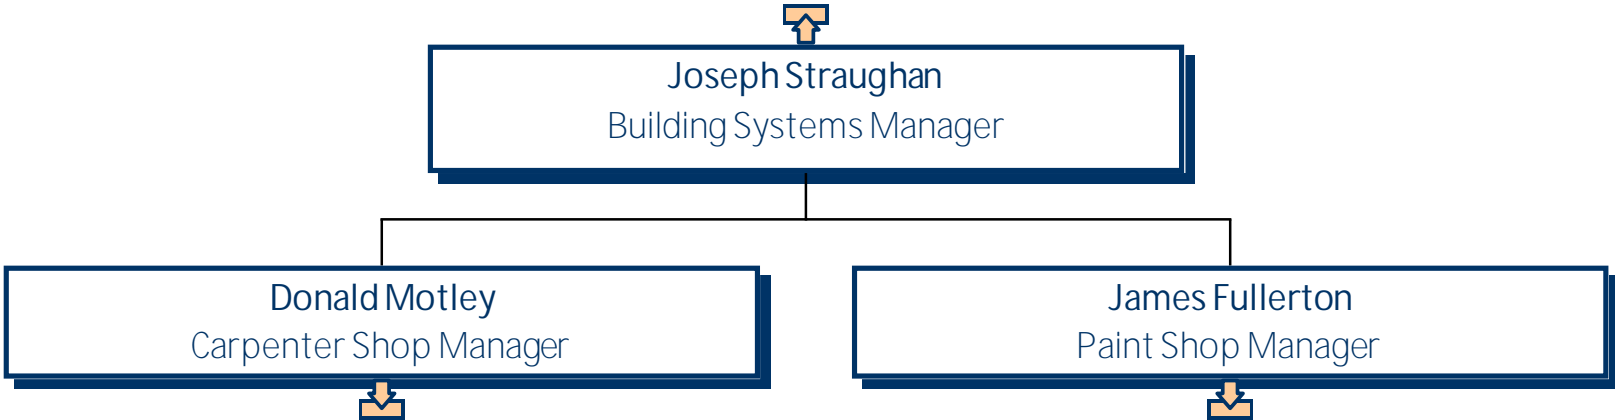 Joseph Straughan
Building Systems Manager
Donald Motley
Carpenter Shop Manager
James Fullerton
Paint Shop Manager